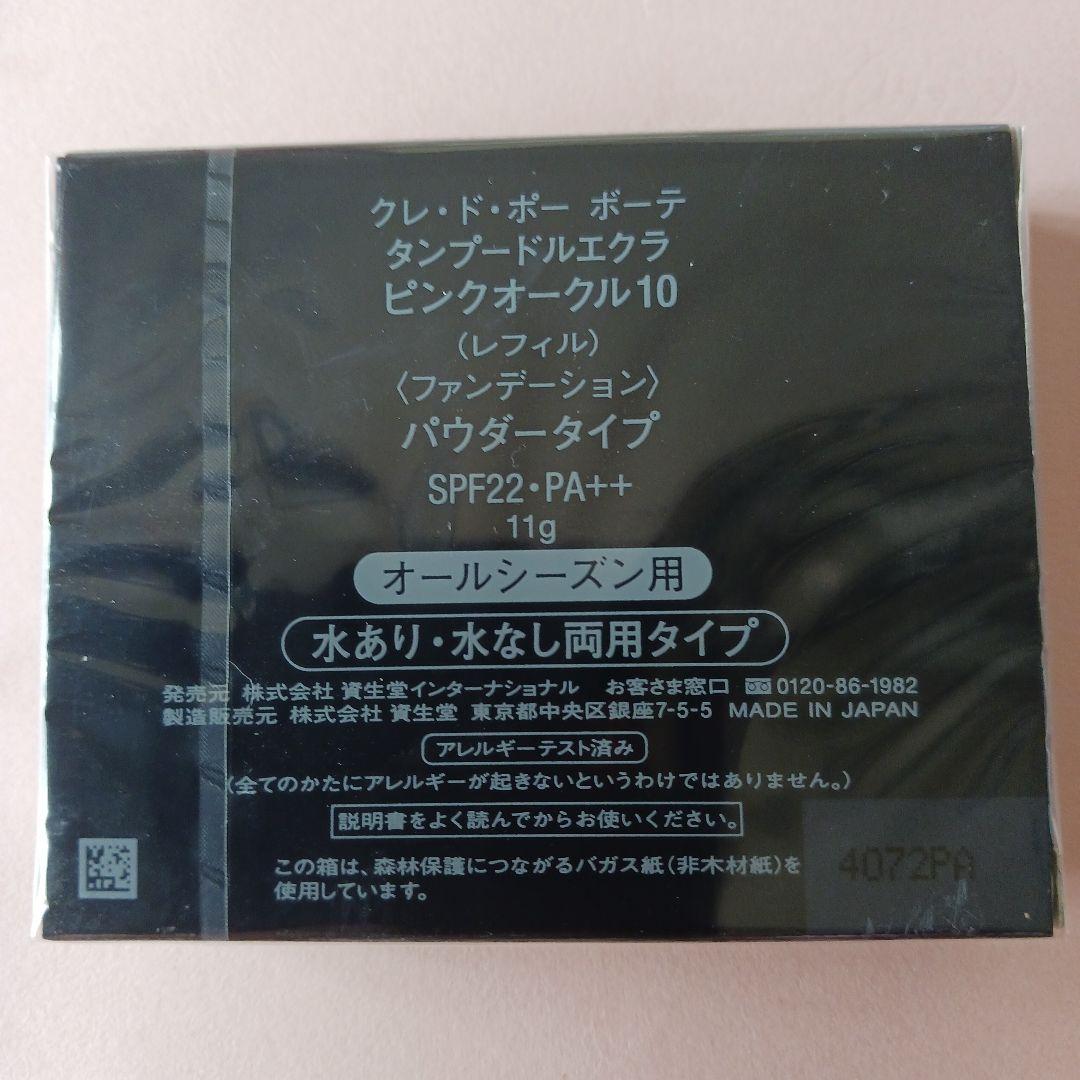 クレ・ド・ポー ボーテ
タンプードルエクラ
ピンクオークル10
(レフィル)
〈ファンデーション〉
パウダータイプ
SPF22・PA++
11g
オールシーズン用
水あり・水なし両用タイプ
発売元 株式会社 資生堂インターナショナル お客さま窓口 0120-86-1982
製造販売元 株式会社 資生堂 東京都中央区銀座7-5-5 MADE IN JAPAN
アレルギーテスト済み
(全てのかたにアレルギーが起きないというわけではありません。)
説明書をよく読んでからお使いください。
この箱は、森林保護につながるバガス紙(非木材紙)を
使用しています。
4072PA